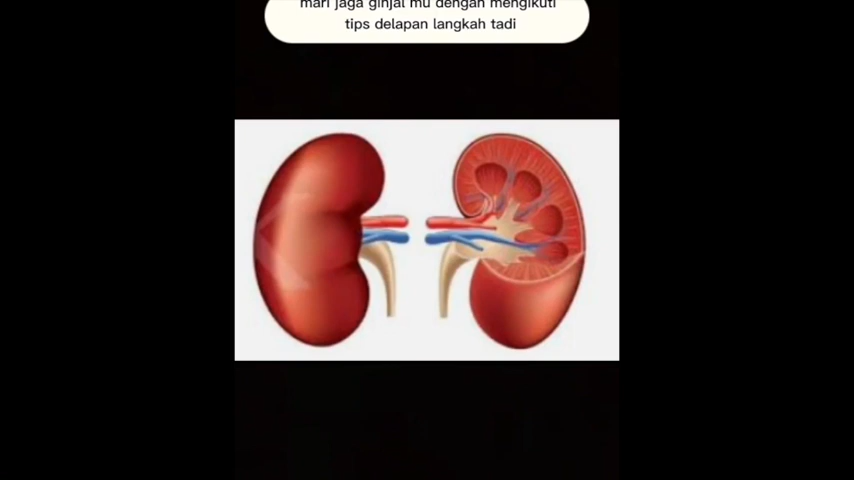 mari jaga ginjal mu dengan mengikuti
tips delapan langkah tadi